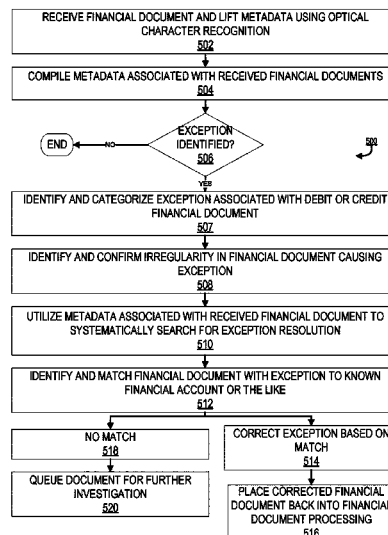 RECEIVE FINANCIAL DOCUMENT AND LIFT METADATA USING OPTICAL
CHARACTER RECOGNITION
502
COMPILE METADATA ASSOCIATED WITH RECEIVED FINANCIAL DOCUMENTS
504
EXCEPTION
IDENTIFIED?
506
NO
END
500
YES
IDENTIFY AND CATEGORIZE EXCEPTION ASSOCIATED WITH DEBIT OR CREDIT
FINANCIAL DOCUMENT
507
IDENTIFY AND CONFIRM IRREGULARITY IN FINANCIAL DOCUMENT CAUSING
EXCEPTION
508
UTILIZE METADATA ASSOCIATED WITH RECEIVED FINANCIAL DOCUMENT TO
SYSTEMATICALLY SEARCH FOR EXCEPTION RESOLUTION
510
IDENTIFY AND MATCH FINANCIAL DOCUMENT WITH EXCEPTION TO KNOWN
FINANCIAL ACCOUNT OR THE LIKE
512
NO MATCH
518
QUEUE DOCUMENT FOR FURTHER
INVESTIGATION
520
CORRECT EXCEPTION BASED ON
MATCH
514
PLACE CORRECTED FINANCIAL
DOCUMENT BACK INTO FINANCIAL
DOCUMENT PROCESSING
516